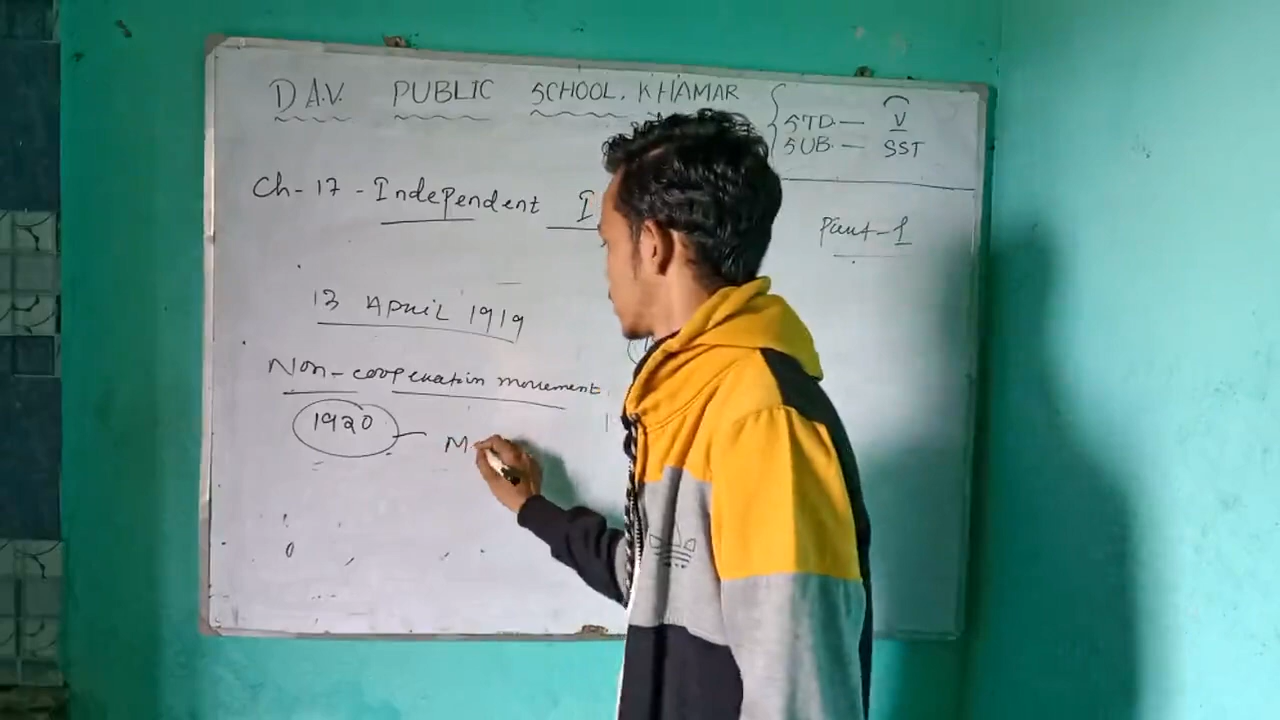 D.A.V. PUBLIC SCHOOL, KHAMAR
STD.— V
SUB.— SST
Ch-17-Independent I
Part-1
13 April 1919
Non-cooperation movement
1920 — M